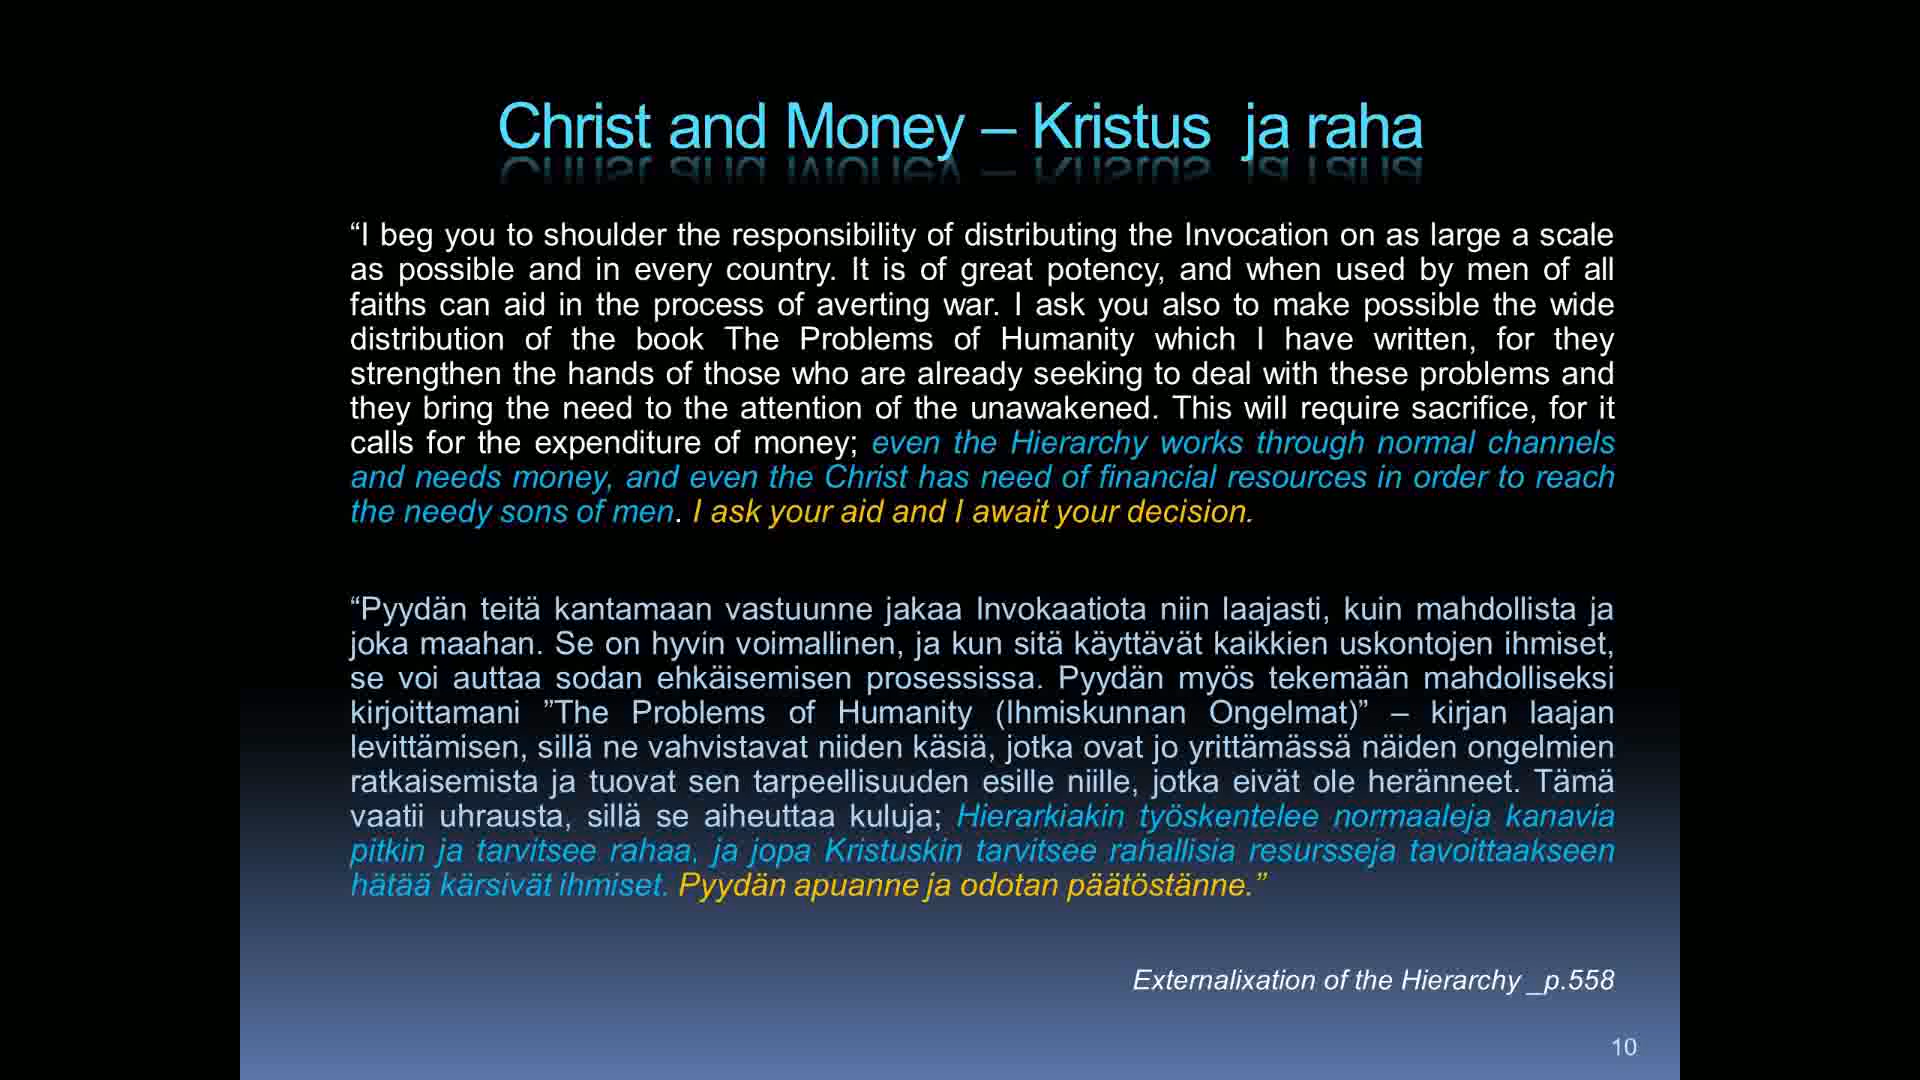 Christ and Money – Kristus  ja raha
“I beg you to shoulder the responsibility of distributing the Invocation on as large a scale
as possible and in every country. It is of great potency, and when used by men of all
faiths can aid in the process of averting war. I ask you also to make possible the wide
distribution of the book The Problems of Humanity which I have written, for they
strengthen the hands of those who are already seeking to deal with these problems and
they bring the need to the attention of the unawakened. This will require sacrifice, for it
calls for the expenditure of money; even the Hierarchy works through normal channels
and needs money, and even the Christ has need of financial resources in order to reach
the needy sons of men. I ask your aid and I await your decision.
“Pyydän teitä kantamaan vastuunne jakaa Invokaatiota niin laajasti, kuin mahdollista ja
joka maahan. Se on hyvin voimallinen, ja kun sitä käyttävät kaikkien uskontojen ihmiset,
se voi auttaa sodan ehkäisemisen prosessissa. Pyydän myös tekemään mahdolliseksi
kirjoittamani ”The Problems of Humanity (Ihmiskunnan Ongelmat)” – kirjan laajan
levittämisen, sillä ne vahvistavat niiden käsiä, jotka ovat jo yrittämässä näiden ongelmien
ratkaisemista ja tuovat sen tarpeellisuuden esille niille, jotka eivät ole heränneet. Tämä
vaatii uhrausta, sillä se aiheuttaa kuluja; Hierarkiakin työskentelee normaaleja kanavia
pitkin ja tarvitsee rahaa, ja jopa Kristuskin tarvitsee rahallisia resursseja tavoittaakseen
hätää kärsivät ihmiset. Pyydän apuanne ja odotan päätöstänne.”
Externalixation of the Hierarchy _p.558
10